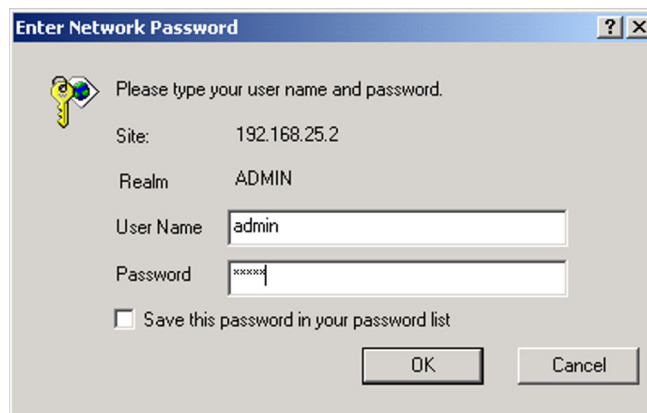 Enter Network Password
Please type your user name and password.
Site: 192.168.25.2
Realm ADMIN
User Name admin
Password xxxxx
Save this password in your password list
OK Cancel